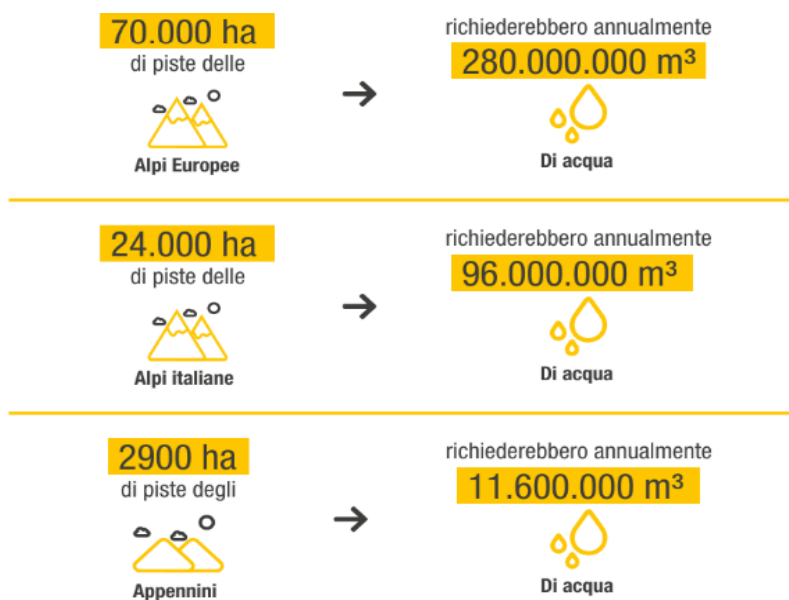 70.000 ha
di piste delle
Alpi Europee
richiederebbero annualmente
280.000.000 m³
Di acqua
24.000 ha
di piste delle
Alpi italiane
richiederebbero annualmente
96.000.000 m³
Di acqua
2900 ha
di piste degli
Appennini
richiederebbero annualmente
11.600.000 m³
Di acqua